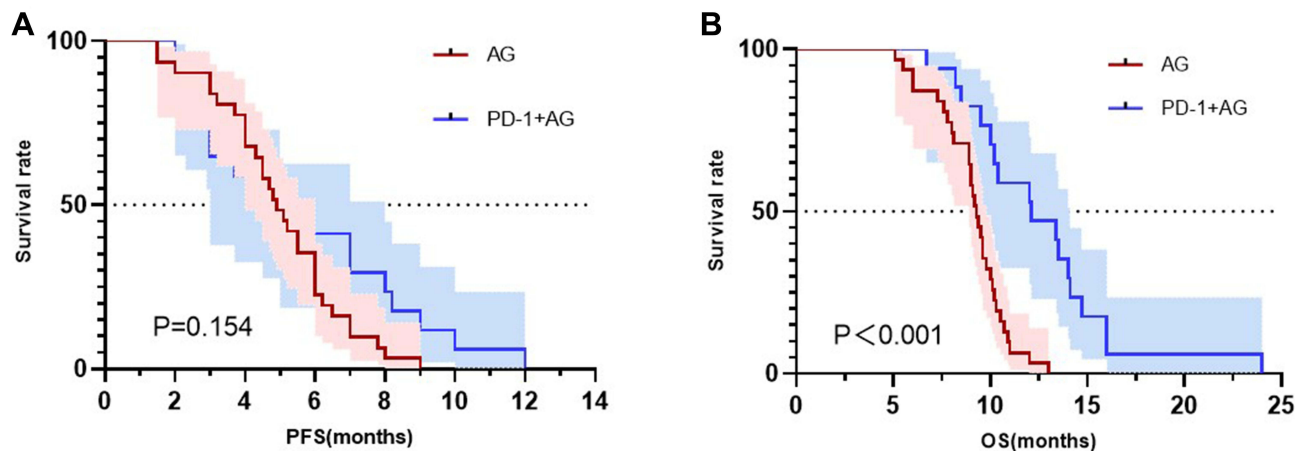 A
100
50
0
Survival rate
AG
PD-1+AG
P=0.154
0 2 4 6 8 10 12 14
PFS(months)
B
100
50
0
Survival rate
AG
PD-1+AG
P<0.001
0 5 10 15 20 25
OS(months)